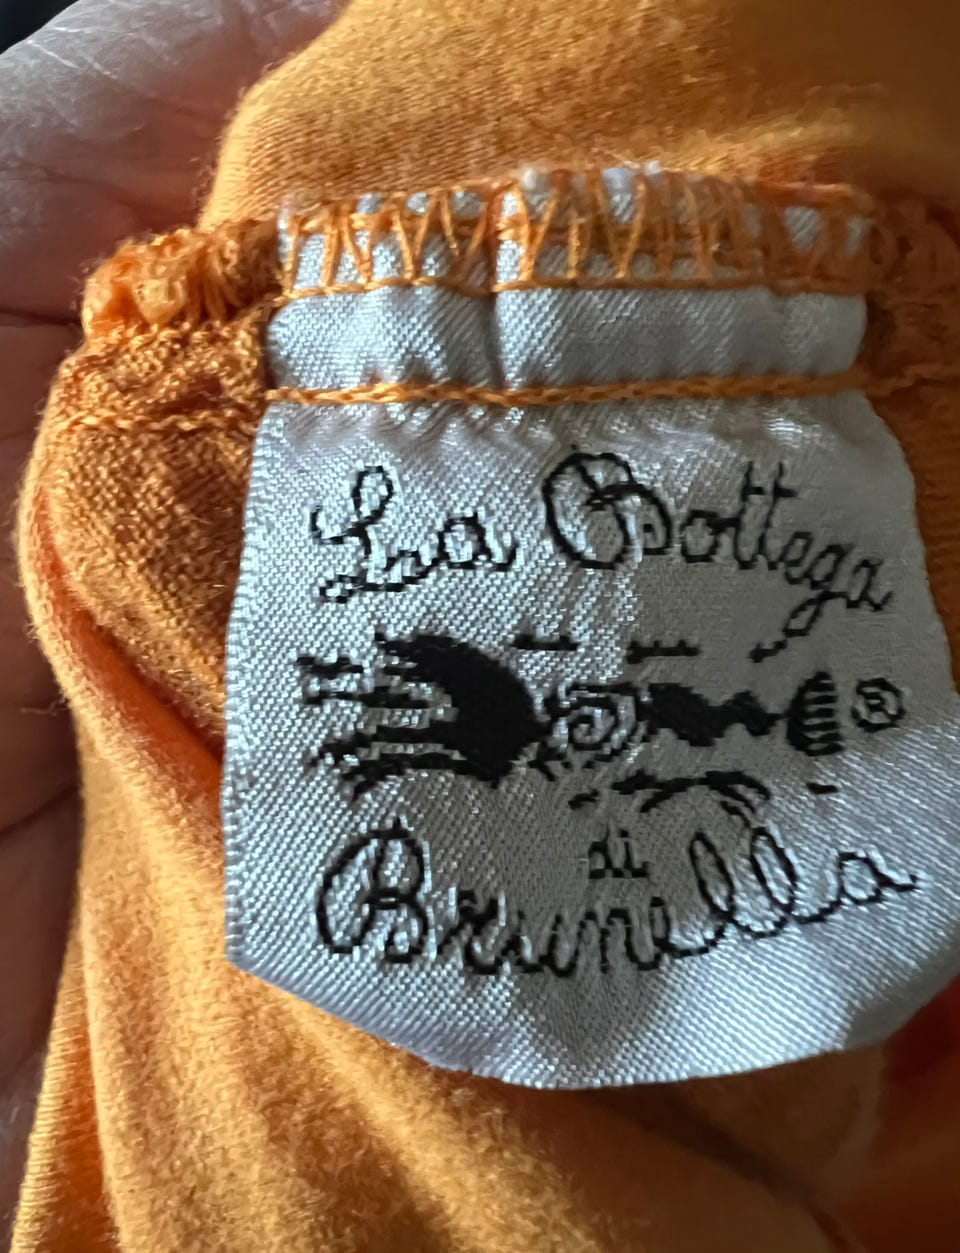 La Bottega
®
di
Brunella